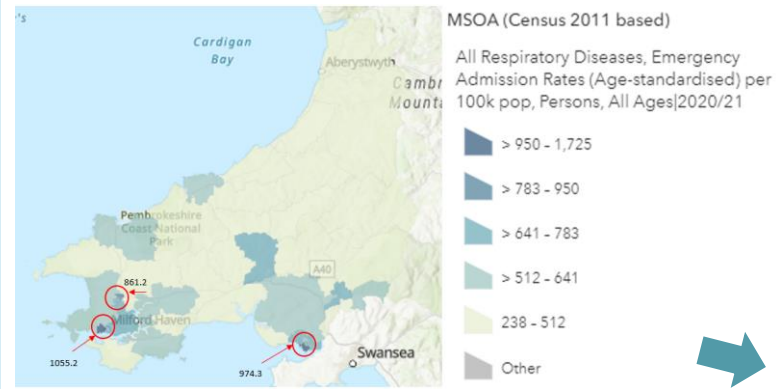 's
Cardigan
Bay
Aberystwyth
Cambr
Mounta
Pembrokeshire
Coast National
Park
A40
861.2
Milford Haven
1055.2
974.3
Swansea
MSOA (Census 2011 based)
All Respiratory Diseases, Emergency
Admission Rates (Age-standardised) per
100k pop, Persons, All Ages|2020/21
> 950 - 1,725
> 783 - 950
> 641 - 783
> 512 - 641
238 - 512
Other